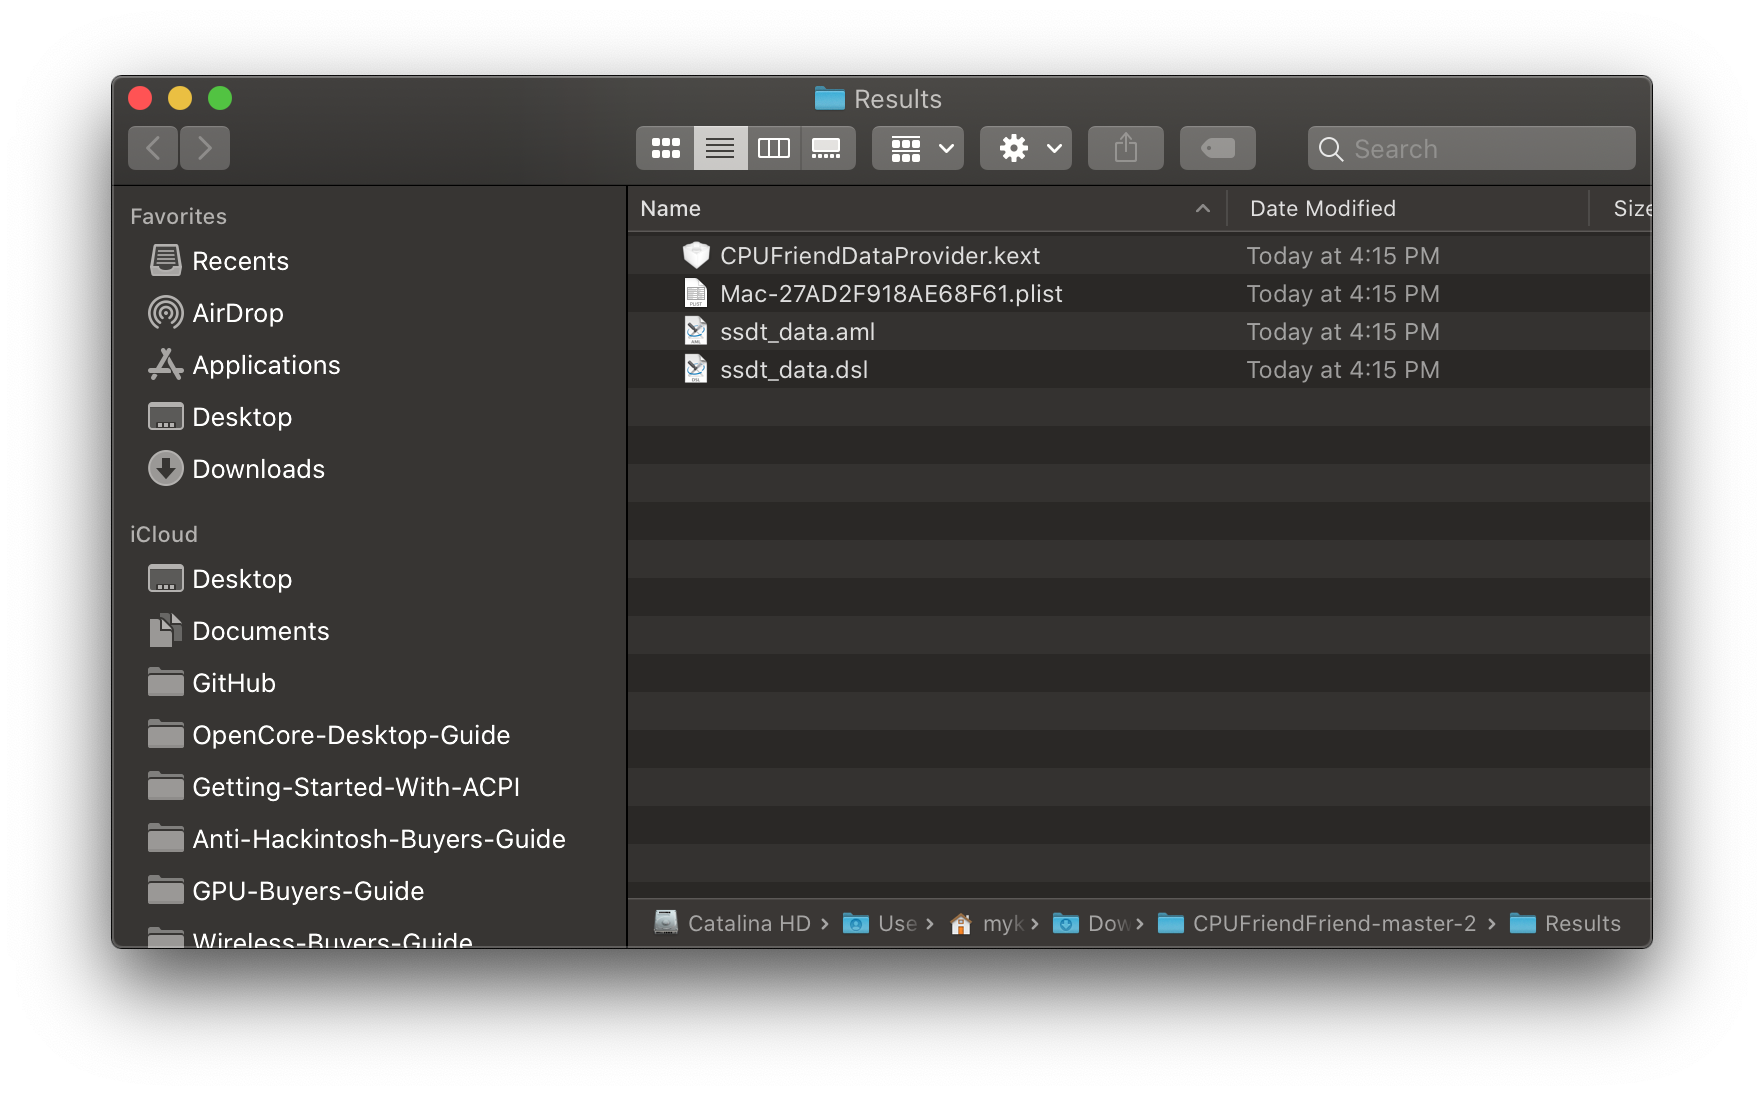 Results
Search
Favorites
Recents
AirDrop
Applications
Desktop
Downloads
iCloud
Desktop
Documents
GitHub
OpenCore-Desktop-Guide
Getting-Started-With-ACPI
Anti-Hackintosh-Buyers-Guide
GPU-Buyers-Guide
Wireless-Buyers-Guide
Name Date Modified Size
CPUFriendDataProvider.kext Today at 4:15 PM
Mac-27AD2F918AE68F61.plist Today at 4:15 PM
ssdt_data.aml Today at 4:15 PM
ssdt_data.dsl Today at 4:15 PM
Catalina HD › Use › myk › Dow › CPUFriendFriend-master-2 › Results